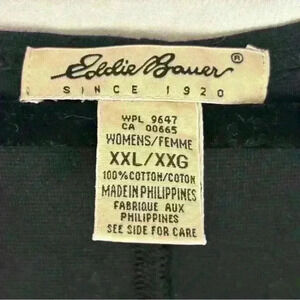 Eddie Bauer®
SINCE 1920
WPL 9647
CA 00665
WOMENS/FEMME
XXL/XXG
100% COTTON/COTON
MADE IN PHILIPPINES
FABRIQUE AUX
PHILIPPINES
SEE SIDE FOR CARE